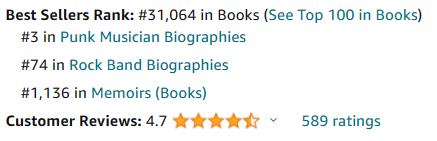 Best Sellers Rank: #31,064 in Books (See Top 100 in Books)
#3 in Punk Musician Biographies
#74 in Rock Band Biographies
#1,136 in Memoirs (Books)
Customer Reviews: 4.7 589 ratings